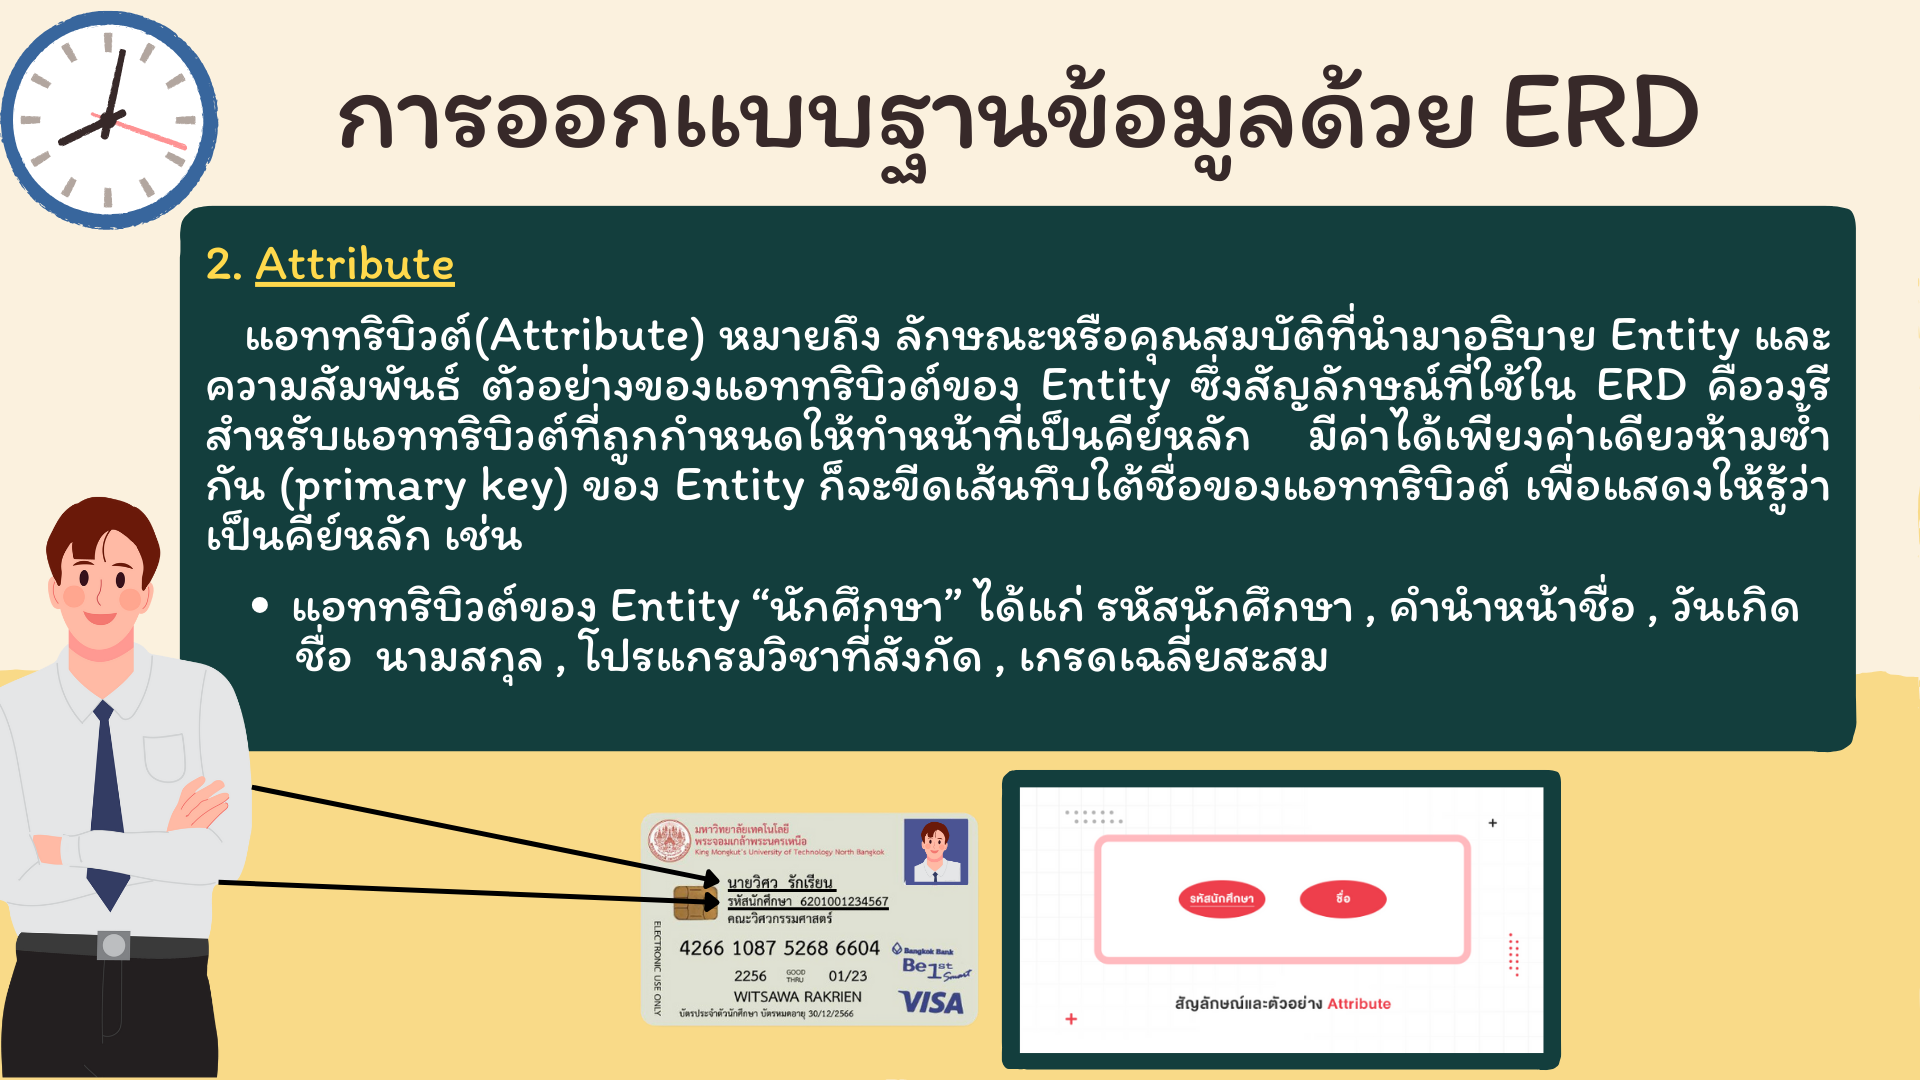 การออกแบบฐานข้อมูลด้วย ERD
2. Attribute
แอททริบิวต์(Attribute) หมายถึง ลักษณะหรือคุณสมบัติที่นำมาอธิบาย Entity และ
ความสัมพันธ์ ตัวอย่างของแอททริบิวต์ของ Entity ซึ่งสัญลักษณ์ที่ใช้ใน ERD คือวงรี
สำหรับแอททริบิวต์ที่ถูกกำหนดให้ทำหน้าที่เป็นคีย์หลัก มีค่าได้เพียงค่าเดียวห้ามซ้ำ
กัน (primary key) ของ Entity ก็จะขีดเส้นทึบใต้ชื่อของแอททริบิวต์ เพื่อแสดงให้รู้ว่า
เป็นคีย์หลัก เช่น
• แอททริบิวต์ของ Entity “นักศึกษา” ได้แก่ รหัสนักศึกษา , คำนำหน้าชื่อ , วันเกิด
ชื่อ นามสกุล , โปรแกรมวิชาที่สังกัด , เกรดเฉลี่ยสะสม
มหาวิทยาลัยเทคโนโลยี
พระจอมเกล้าพระนครเหนือ
King Mongkut's University of Technology North Bangkok
นายวิศว รักเรียน
รหัสนักศึกษา 6201001234567
คณะวิศวกรรมศาสตร์
ELECTRONIC USE ONLY
4266 1087 5268 6604
Bangkok Bank
Be 1st
Smart
2256 GOOD THRU 01/23
WITSAWA RAKRIEN
VISA
บัตรประจำตัวนักศึกษา บัตรหมดอายุ 30/12/2566
รหัสนักศึกษา
ชื่อ
สัญลักษณ์และตัวอย่าง Attribute